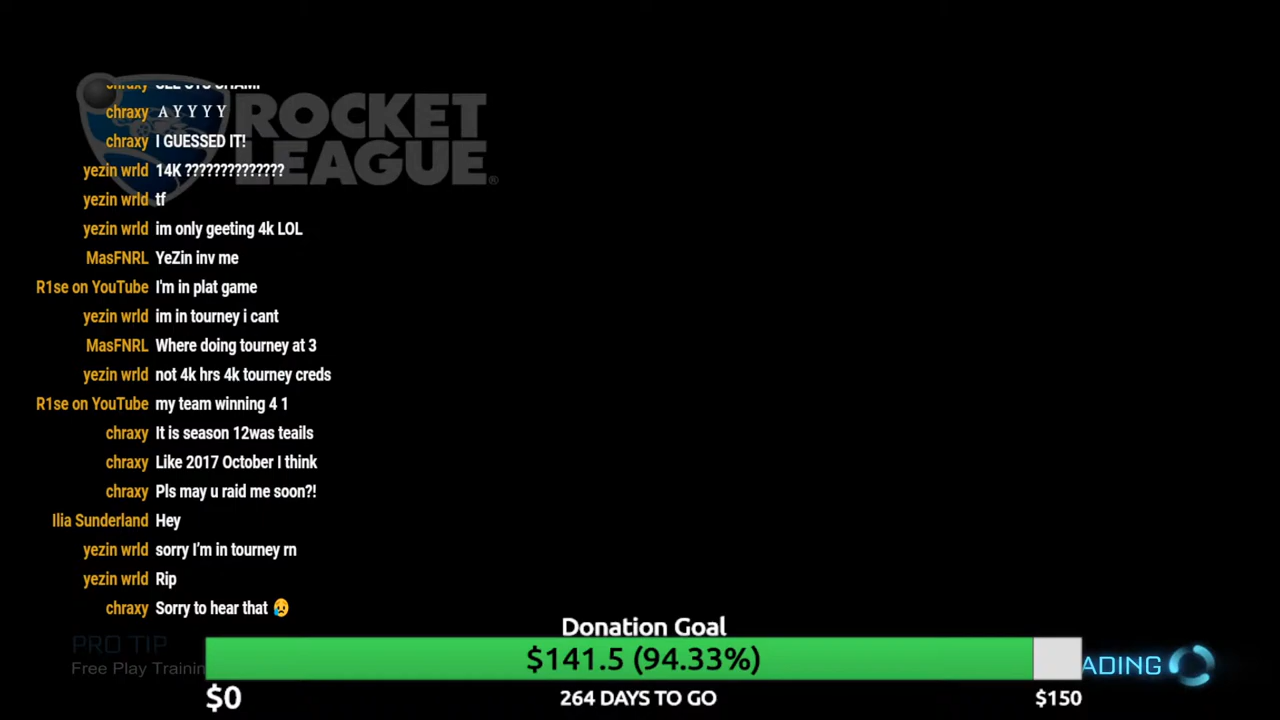 chraxy
ROCKET
LEAGUE®
chraxy A Y Y Y Y
chraxy I GUESSED IT!
yezin wrld 14K ??????????????
yezin wrld tf
yezin wrld im only geeting 4k LOL
MasFNRL YeZin inv me
R1se on YouTube I'm in plat game
yezin wrld im in tourney i cant
MasFNRL Where doing tourney at 3
yezin wrld not 4k hrs 4k tourney creds
R1se on YouTube my team winning 4 1
chraxy It is season 12was teails
chraxy Like 2017 October I think
chraxy Pls may u raid me soon?!
Ilia Sunderland Hey
yezin wrld sorry I'm in tourney rn
yezin wrld Rip
chraxy Sorry to hear that 😥
PRO TIP
Free Play Trainin
Donation Goal
$141.5 (94.33%)
$0
264 DAYS TO GO
$150
ADING